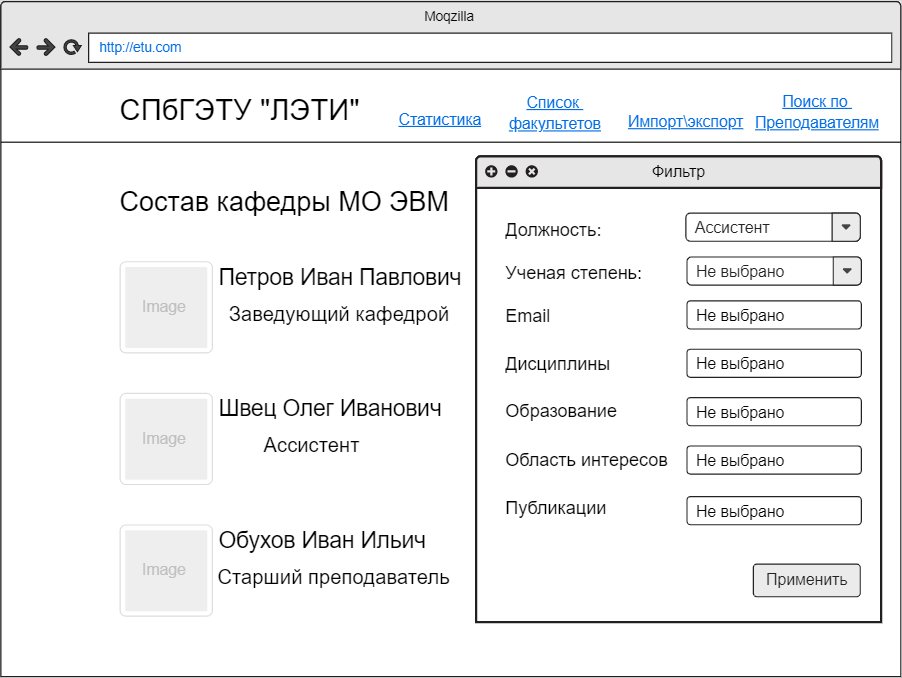 Moqzilla
http://etu.com
СПбГЭТУ "ЛЭТИ"
Статистика
Список
факультетов
Импорт\экспорт
Поиск по
Преподавателям
Состав кафедры МО ЭВМ
Image
Петров Иван Павлович
Заведующий кафедрой
Image
Швец Олег Иванович
Ассистент
Image
Обухов Иван Ильич
Старший преподаватель
Фильтр
Должность:
Ассистент
Ученая степень:
Не выбрано
Email
Не выбрано
Дисциплины
Не выбрано
Образование
Не выбрано
Область интересов
Не выбрано
Публикации
Не выбрано
Применить